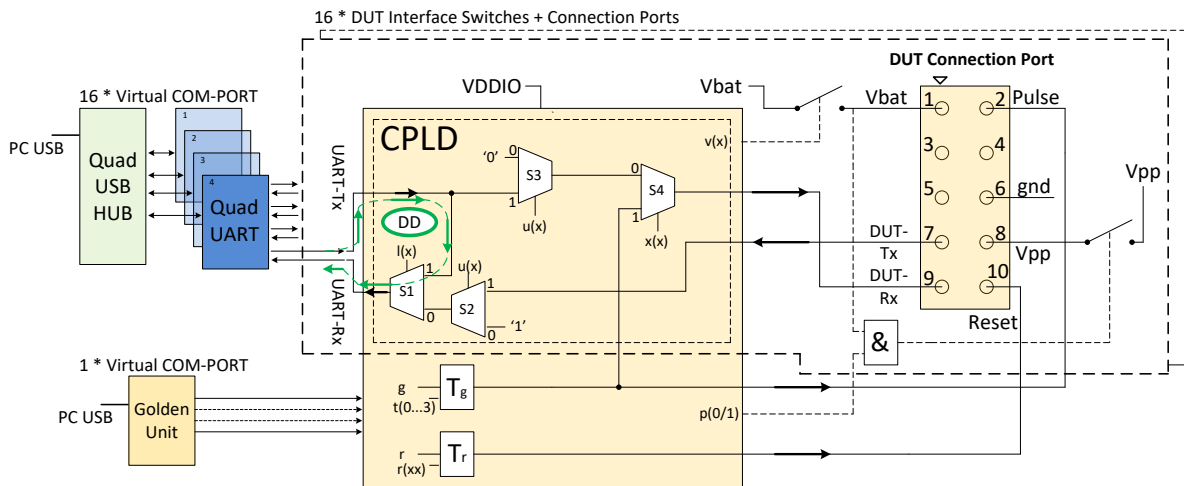 16 * DUT Interface Switches + Connection Ports
DUT Connection Port
16 * Virtual COM-PORT
PC USB
Quad
USB
HUB
1
2
3
4
Quad
UART
UART-Tx
UART-Rx
VDDIO
CPLD
'0'
0
1
S3
u(x)
0
1
S4
x(x)
DD
l(x)
1
S1
0
u(x)
1
S2
0
'1'
v(x)
Vbat
Vbat
1
2
Pulse
3
4
5
6
gnd
DUT-
Tx
7
8
Vpp
Vpp
DUT-
Rx
9
10
Reset
&
1 * Virtual COM-PORT
PC USB
Golden
Unit
g
t(0...3)
Tg
p(0/1)
r
r(xx)
Tr